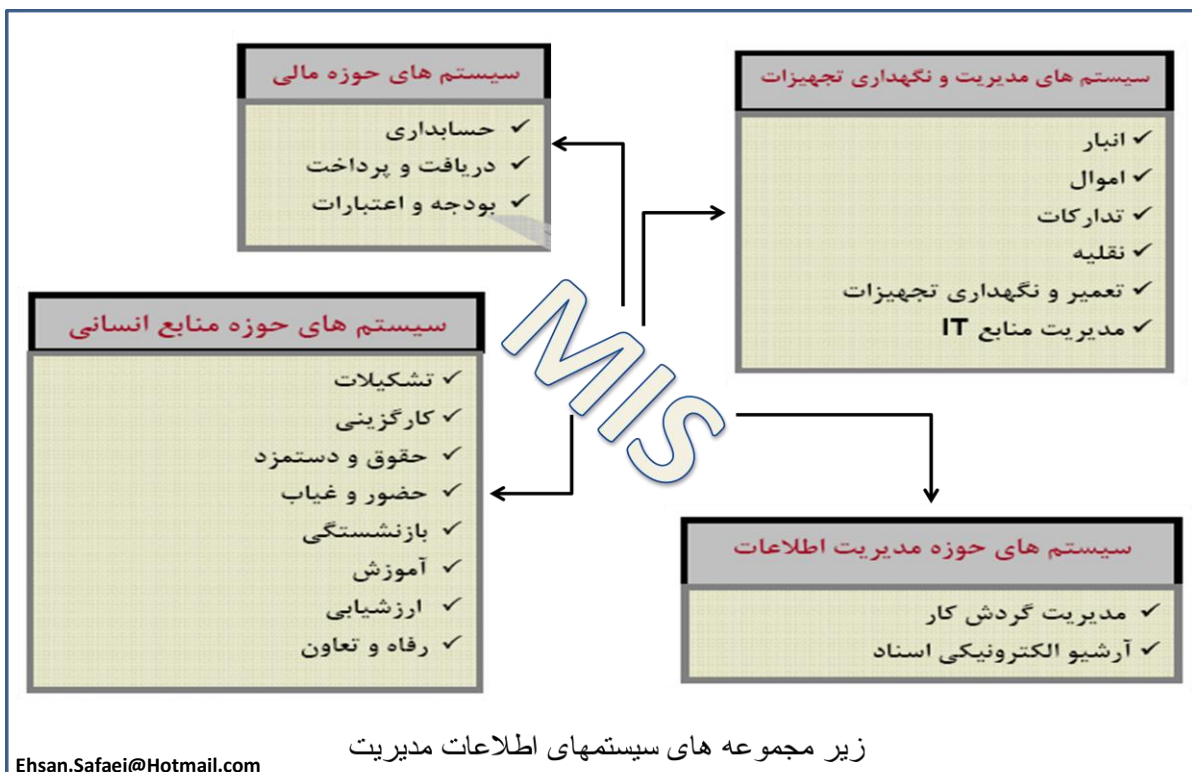 سیستم های حوزه مالی
✓ حسابداری
✓ دریافت و پرداخت
✓ بودجه و اعتبارات
سیستم های مدیریت و نگهداری تجهیزات
✓ انبار
✓ اموال
✓ تدارکات
✓ نقلیه
✓ تعمیر و نگهداری تجهیزات
✓ مدیریت منابع IT
MIS
سیستم های حوزه منابع انسانی
✓ تشکیلات
✓ کارگزینی
✓ حقوق و دستمزد
✓ حضور و غیاب
✓ بازنشستگی
✓ آموزش
✓ ارزشیابی
✓ رفاه و تعاون
سیستم های حوزه مدیریت اطلاعات
✓ مدیریت گردش کار
✓ آرشیو الکترونیکی اسناد
زیر مجموعه های سیستمهای اطلاعات مدیریت
Ehsan.Safaei@Hotmail.com